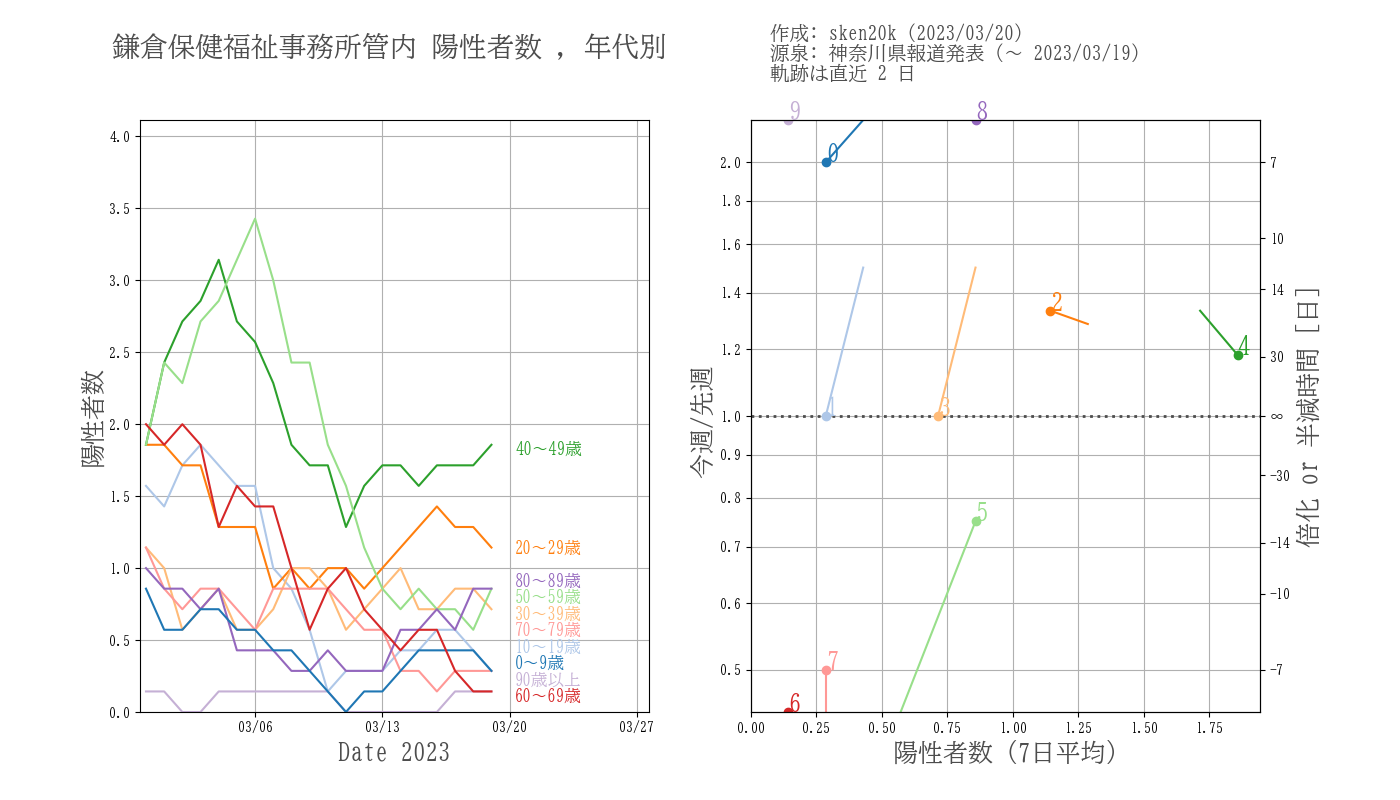 鎌倉保健福祉事務所管内 陽性者数 , 年代別
作成: sken20k (2023/03/20)
源泉: 神奈川県報道発表 (〜 2023/03/19)
軌跡は直近 2 日
陽性者数
4.0
3.5
3.0
2.5
2.0
1.5
1.0
0.5
0.0
03/06
03/13
03/20
03/27
Date 2023
40〜49歳
20〜29歳
80〜89歳
50〜59歳
30〜39歳
70〜79歳
10〜19歳
0〜9歳
90歳以上
60〜69歳
今週/先週
2.0
1.8
1.6
1.4
1.2
1.0
0.9
0.8
0.7
0.6
0.5
9
8
0
2
4
1
3
5
7
6
0.00
0.25
0.50
0.75
1.00
1.25
1.50
1.75
陽性者数 (7日平均)
7
10
14
30
∞
−30
−14
−10
−7
倍化 or 半減時間 [日]